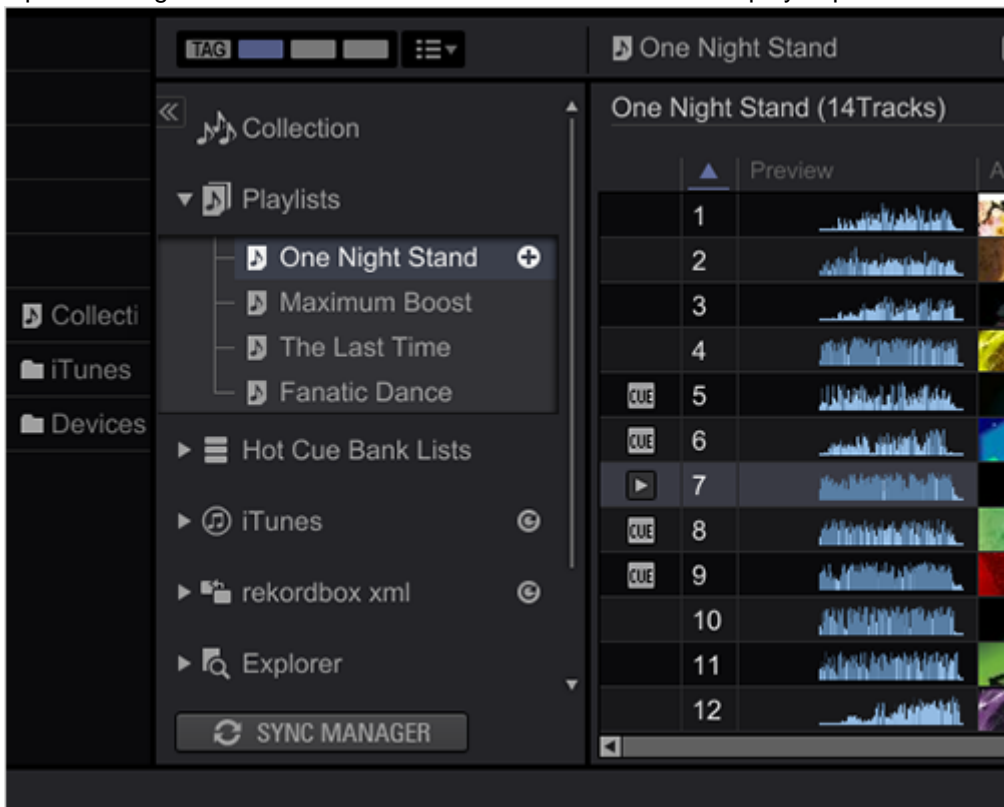 TAG
One Night Stand
Collection
One Night Stand (14Tracks)
Preview
Playlists
1
One Night Stand
2
Maximum Boost
3
Collecti
The Last Time
4
iTunes
Fanatic Dance
CUE 5
Devices
Hot Cue Bank Lists
CUE 6
7
iTunes
CUE 8
rekordbox xml
CUE 9
10
Explorer
11
12
SYNC MANAGER